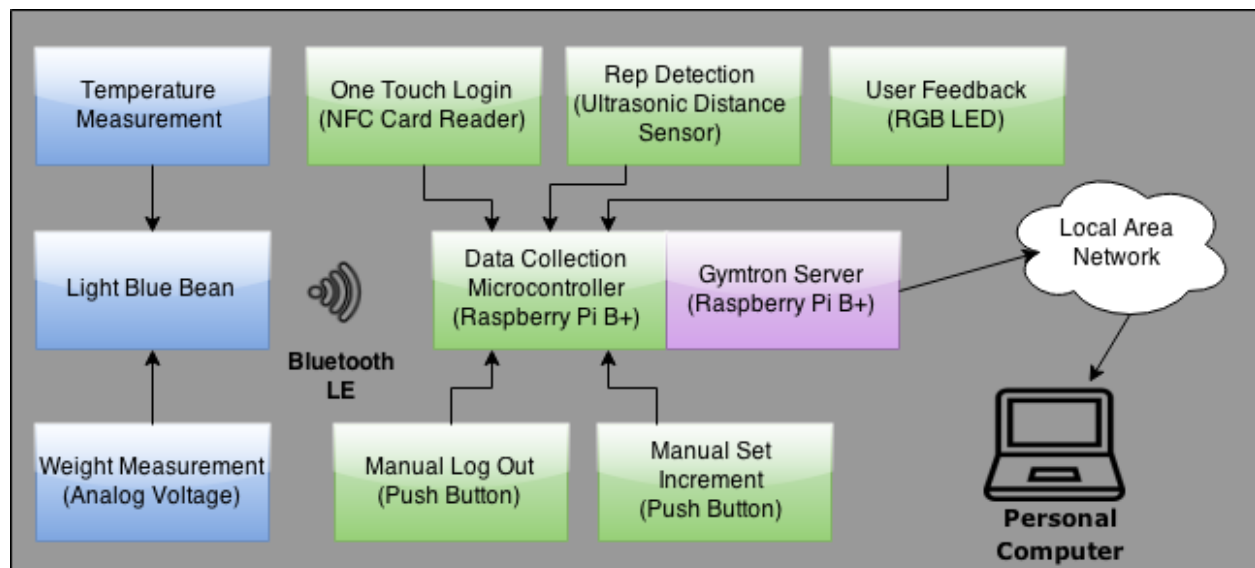 Temperature
Measurement
One Touch Login
(NFC Card Reader)
Rep Detection
(Ultrasonic Distance
Sensor)
User Feedback
(RGB LED)
Light Blue Bean
Bluetooth
LE
Data Collection
Microcontroller
(Raspberry Pi B+)
Gymtron Server
(Raspberry Pi B+)
Local Area
Network
Weight Measurement
(Analog Voltage)
Manual Log Out
(Push Button)
Manual Set
Increment
(Push Button)
Personal
Computer